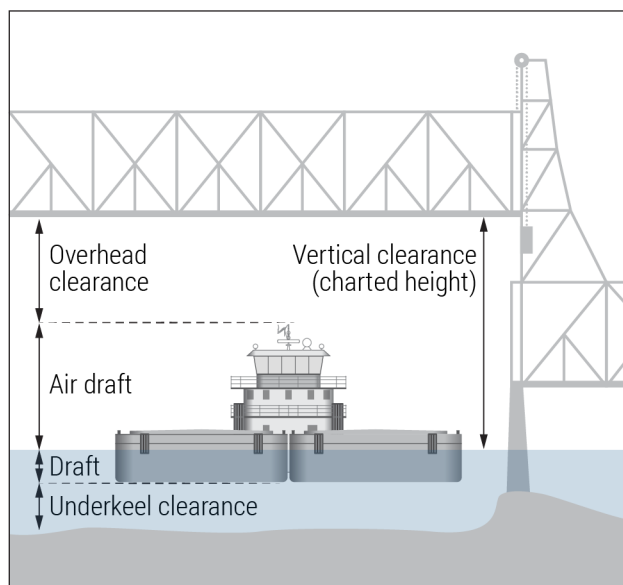 Overhead
clearance
Vertical clearance
(charted height)
Air draft
Draft
Underkeel clearance